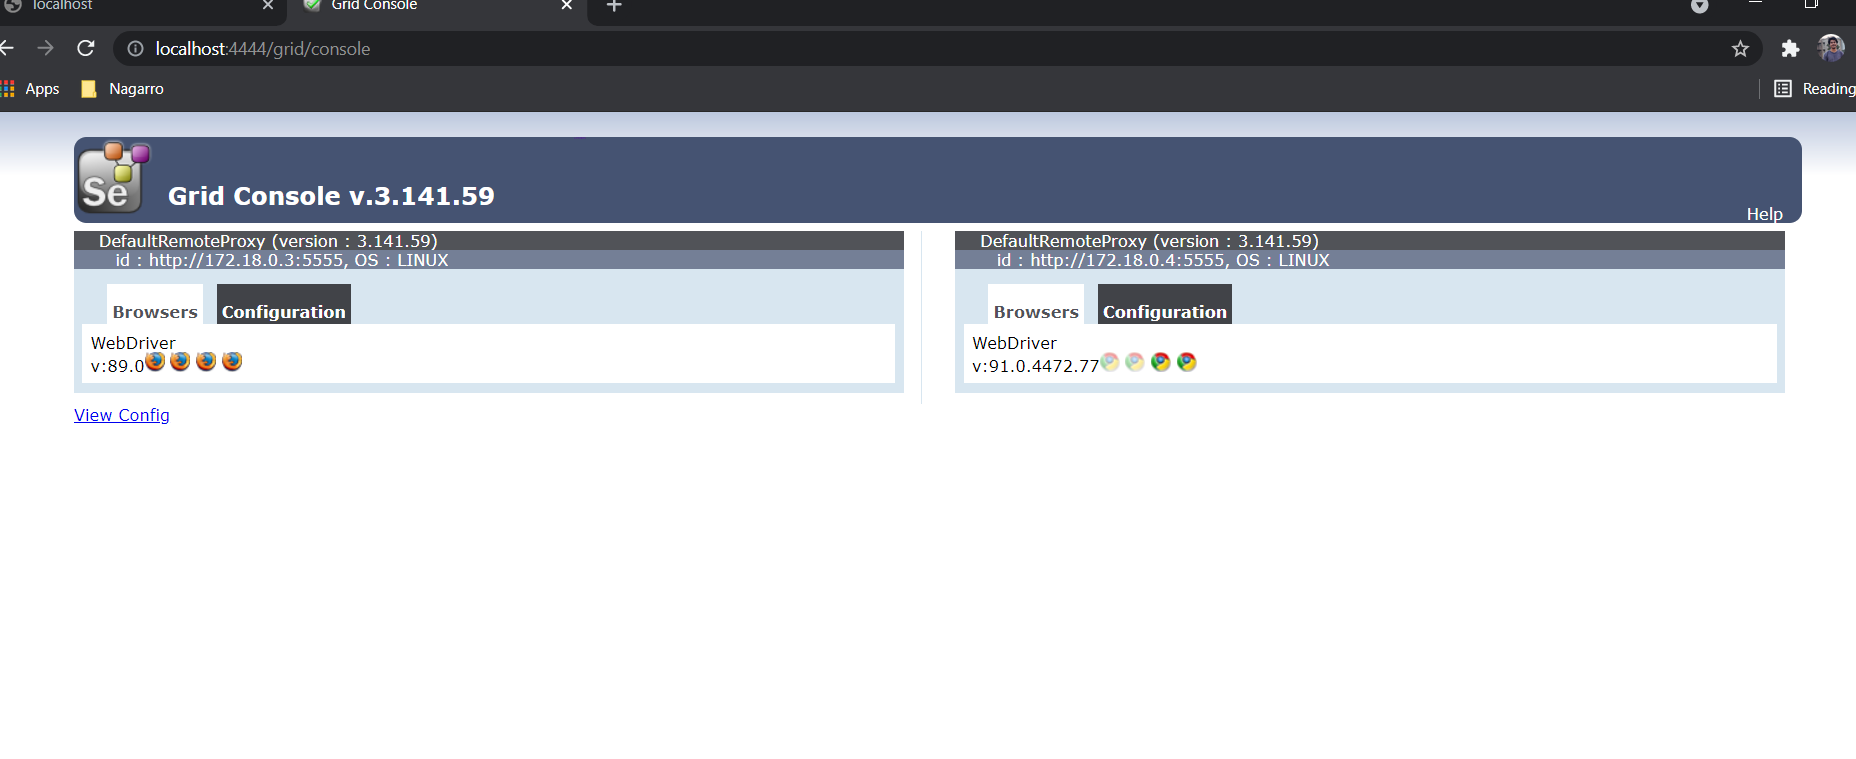 localhost
Grid Console
localhost:4444/grid/console
Apps
Nagarro
Reading
Se
Grid Console v.3.141.59
Help
DefaultRemoteProxy (version : 3.141.59)
id : http://172.18.0.3:5555, OS : LINUX
Browsers Configuration
WebDriver
v:89.0
DefaultRemoteProxy (version : 3.141.59)
id : http://172.18.0.4:5555, OS : LINUX
Browsers Configuration
WebDriver
v:91.0.4472.77
View Config